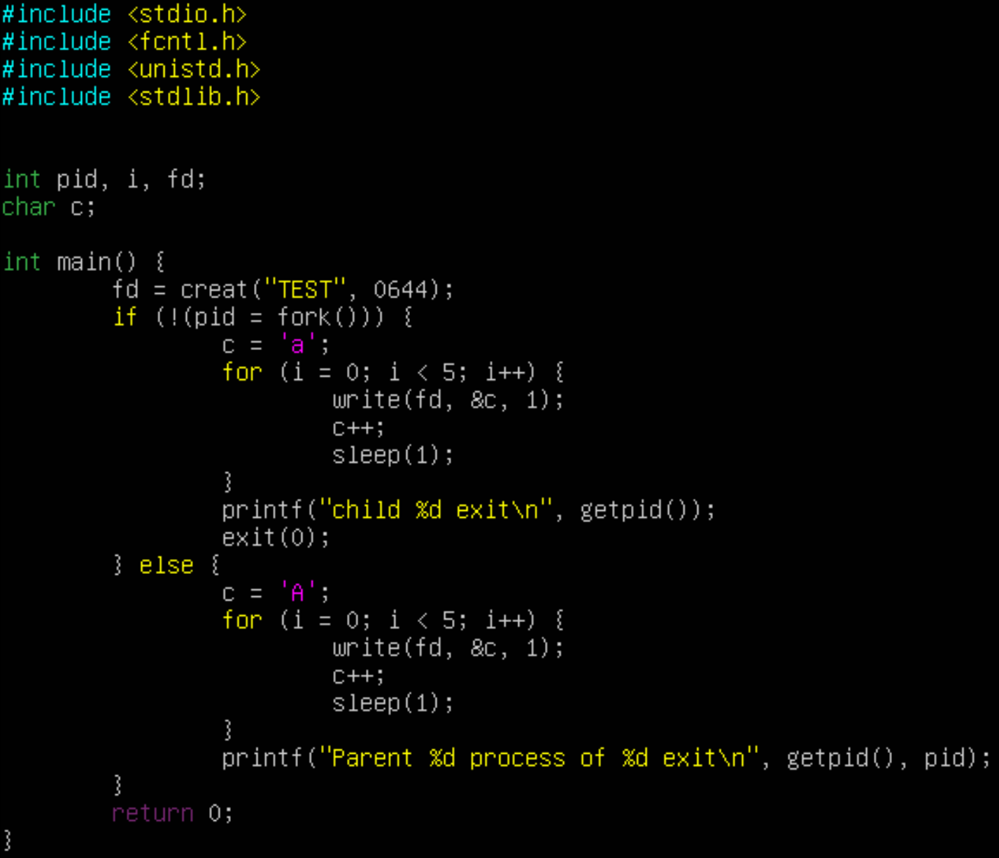 #include <stdio.h>
#include <fcntl.h>
#include <unistd.h>
#include <stdlib.h>


int pid, i, fd;
char c;

int main() {
        fd = creat("TEST", 0644);
        if (!(pid = fork())) {
                c = 'a';
                for (i = 0; i < 5; i++) {
                        write(fd, &c, 1);
                        c++;
                        sleep(1);
                }
                printf("child %d exit\n", getpid());
                exit(0);
        } else {
                c = 'A';
                for (i = 0; i < 5; i++) {
                        write(fd, &c, 1);
                        c++;
                        sleep(1);
                }
                printf("Parent %d process of %d exit\n", getpid(), pid);
        }
        return 0;
}